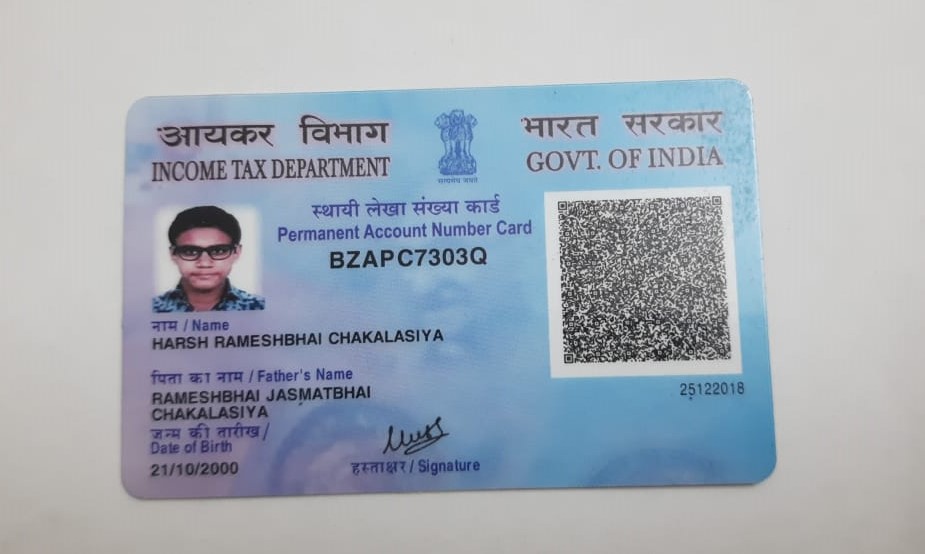 आयकर विभाग
INCOME TAX DEPARTMENT
भारत सरकार
GOVT. OF INDIA
सत्यमेव जयते
स्थायी लेखा संख्या कार्ड
Permanent Account Number Card
BZAPC7303Q
नाम / Name
HARSH RAMESHBHAI CHAKALASIYA
पिता का नाम / Father's Name
RAMESHBHAI JASMATBHAI
CHAKALASIYA
जन्म की तारीख /
Date of Birth
21/10/2000
हस्ताक्षर / Signature
25122018